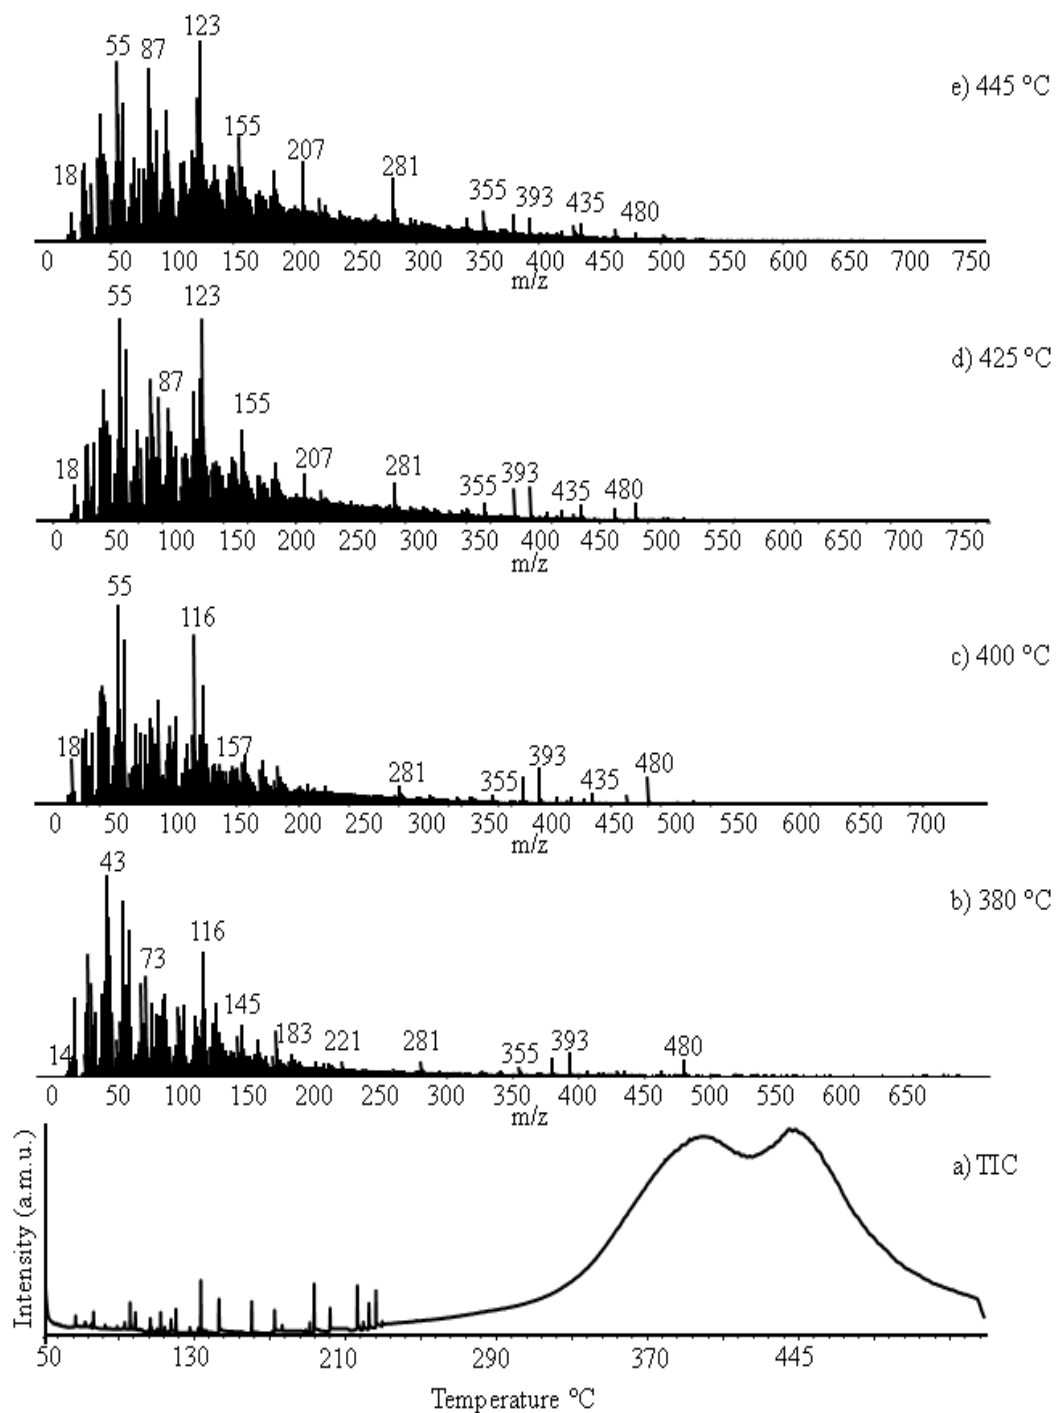 123
55 87
e) 445 °C
155
207
18 281
355 393 435 480
0 50 100 150 200 250 300 350 400 450 500 550 600 650 700 750
m/z
55 123
d) 425 °C
87
155
18 207 281
355 393 435 480
0 50 100 150 200 250 300 350 400 450 500 550 600 650 700 750
m/z
55
116
c) 400 °C
18 157
281 355 393 435 480
0 50 100 150 200 250 300 350 400 450 500 550 600 650 700
m/z
43
b) 380 °C
116
73
145
14 183 221 281 355 393 480
0 50 100 150 200 250 300 350 400 450 500 550 600 650
m/z
a) TIC
Intensity (a.m.u.)
50 130 210 290 370 445
Temperature °C